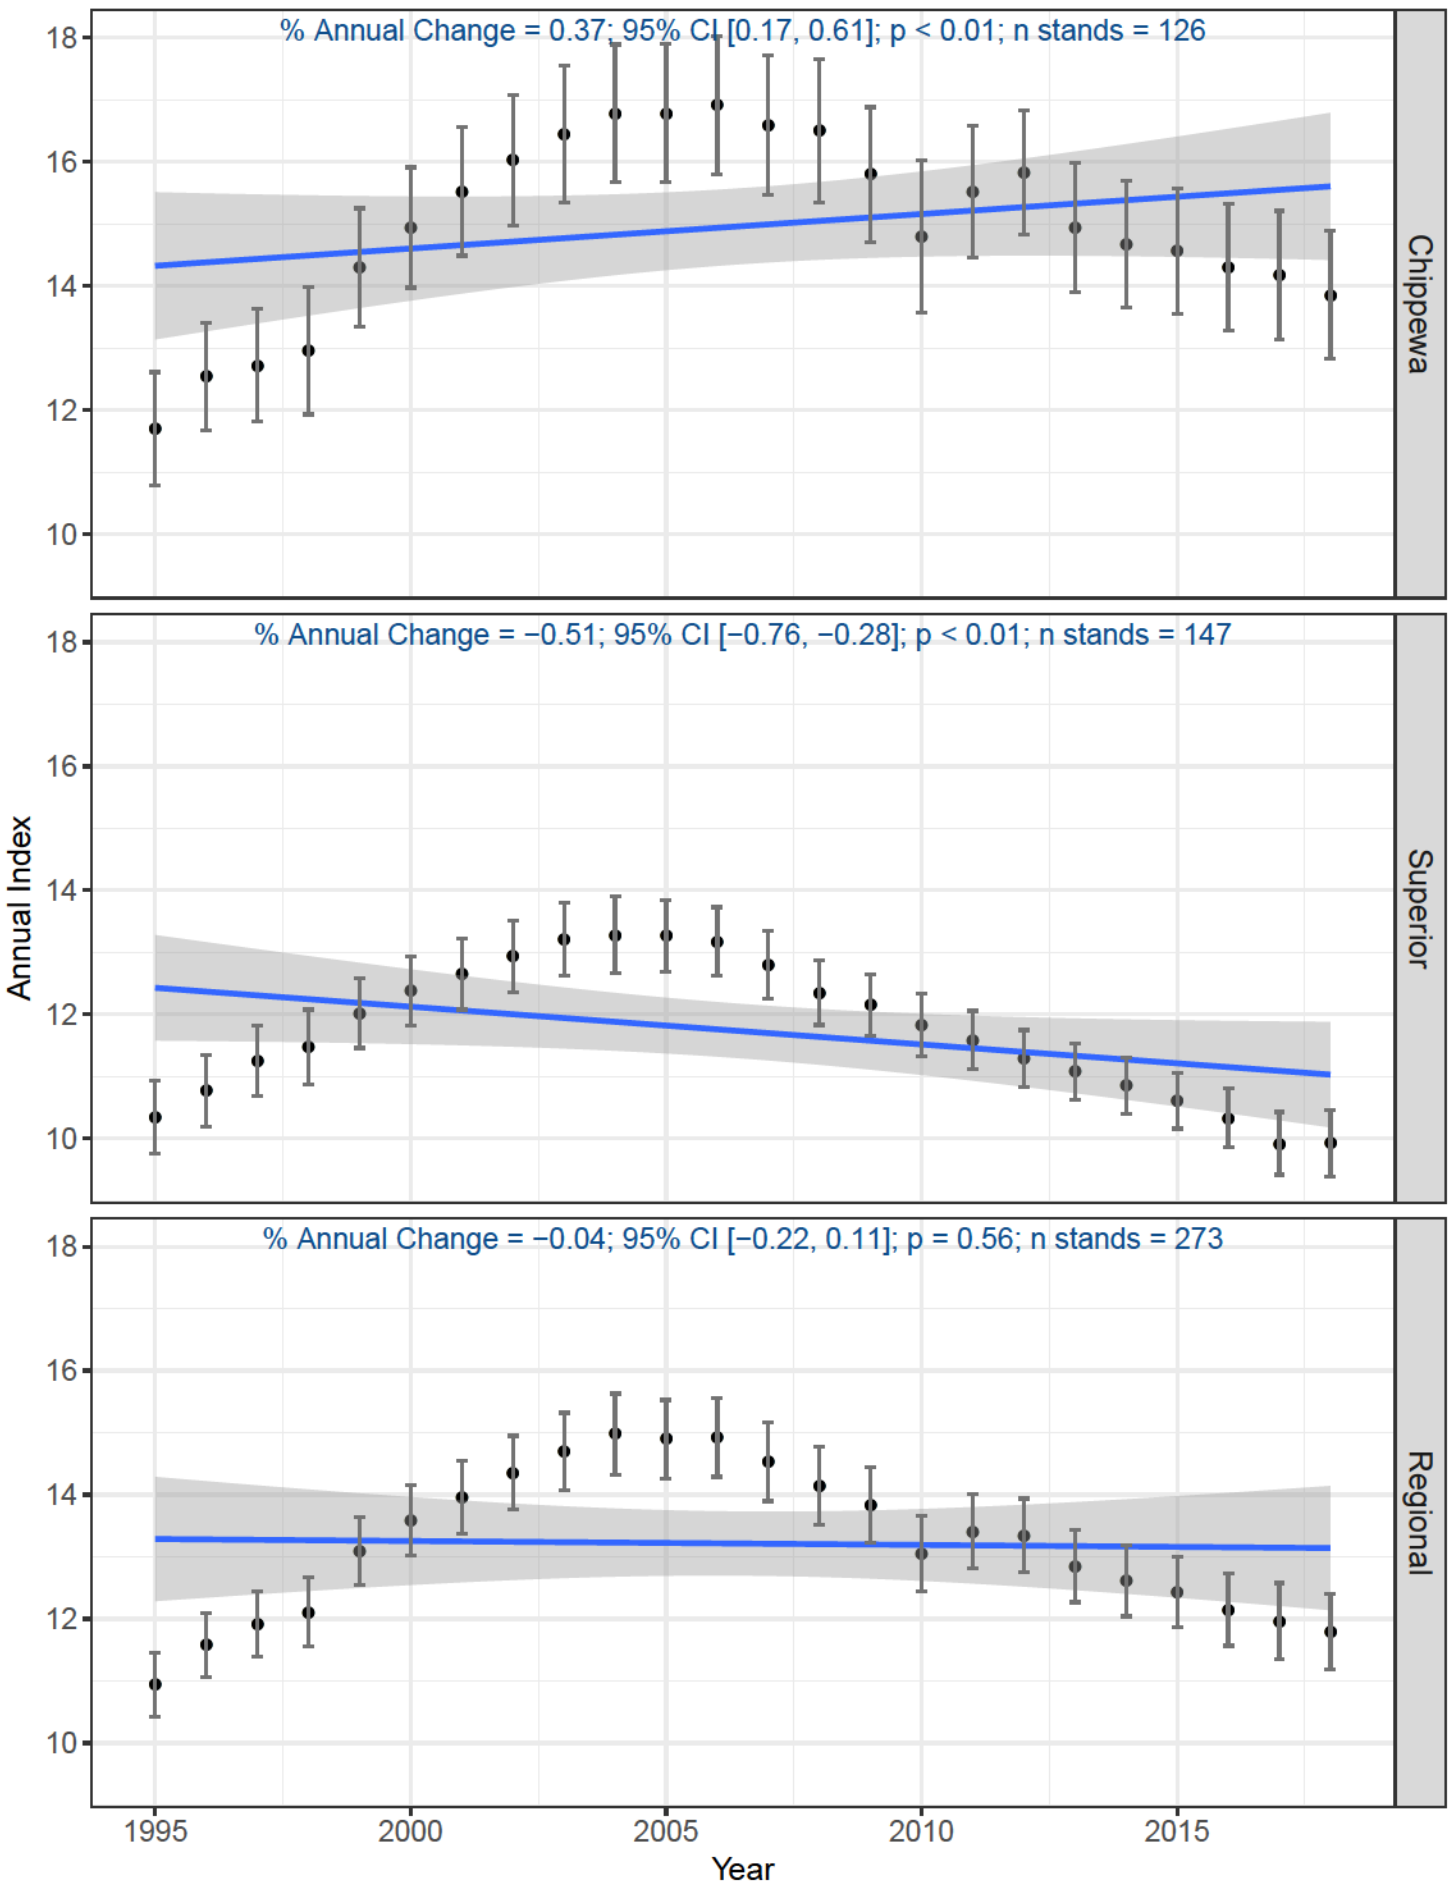 % Annual Change = 0.37; 95% CI [0.17, 0.61]; p < 0.01; n stands = 126
18
16
14
12
10
Chippewa
% Annual Change = −0.51; 95% CI [−0.76, −0.28]; p < 0.01; n stands = 147
18
16
14
12
10
Superior
Annual Index
% Annual Change = −0.04; 95% CI [−0.22, 0.11]; p = 0.56; n stands = 273
18
16
14
12
10
Regional
1995 2000 2005 2010 2015
Year